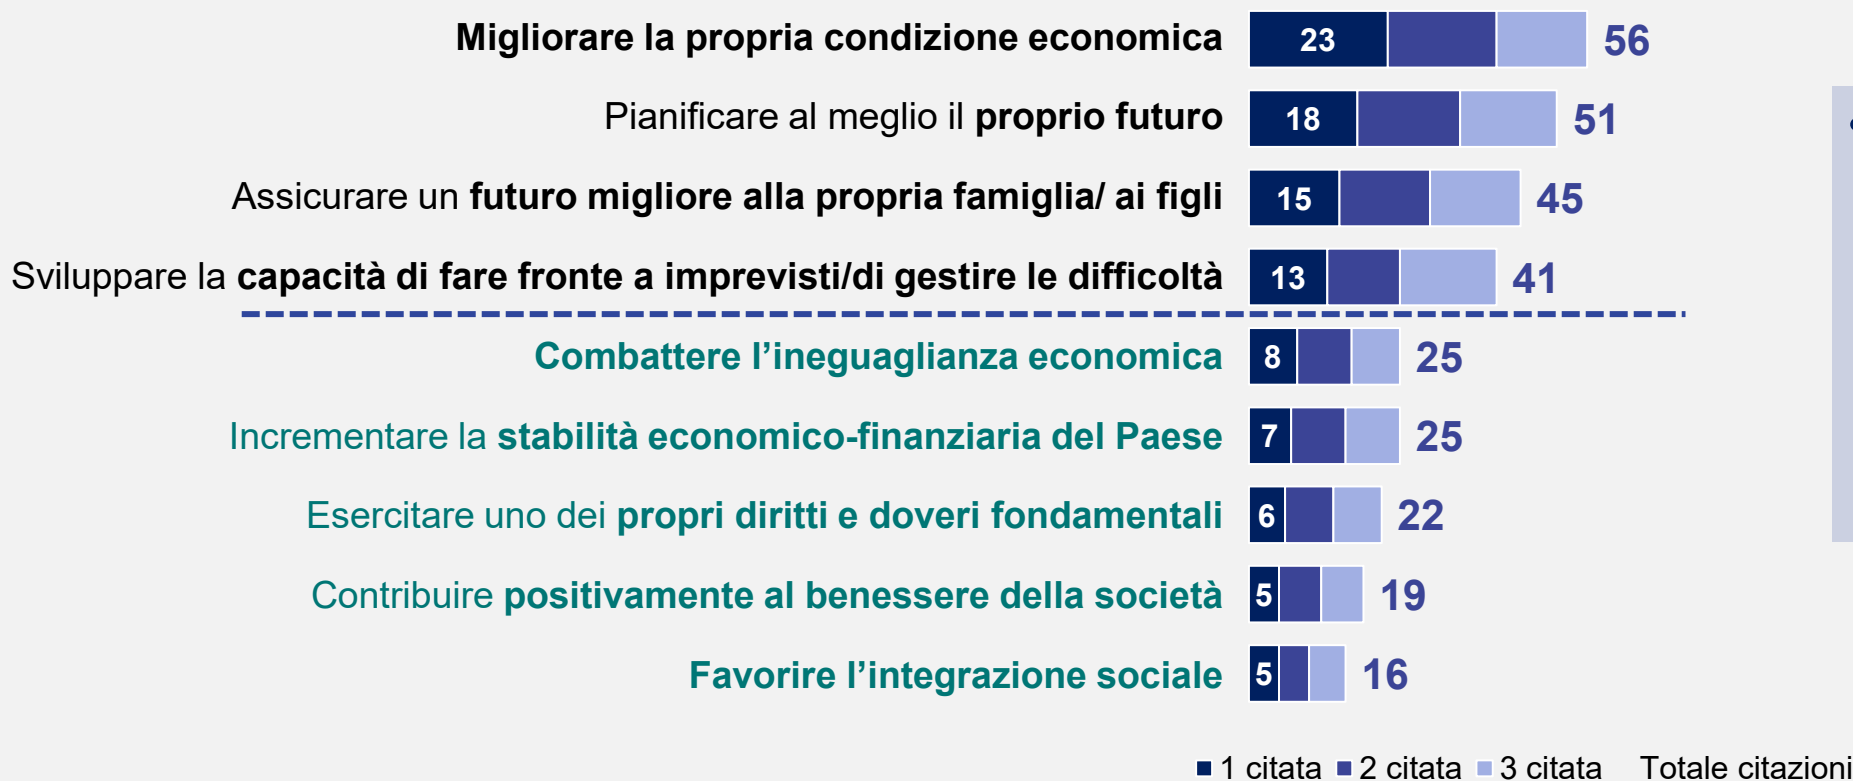 Migliorare la propria condizione economica 23 56
Pianificare al meglio il proprio futuro 18 51
Assicurare un futuro migliore alla propria famiglia/ ai figli 15 45
Sviluppare la capacità di fare fronte a imprevisti/di gestire le difficoltà 13 41
Combattere l’ineguaglianza economica 8 25
Incrementare la stabilità economico-finanziaria del Paese 7 25
Esercitare uno dei propri diritti e doveri fondamentali 6 22
Contribuire positivamente al benessere della società 5 19
Favorire l’integrazione sociale 5 16
1 citata 2 citata 3 citata Totale citazioni